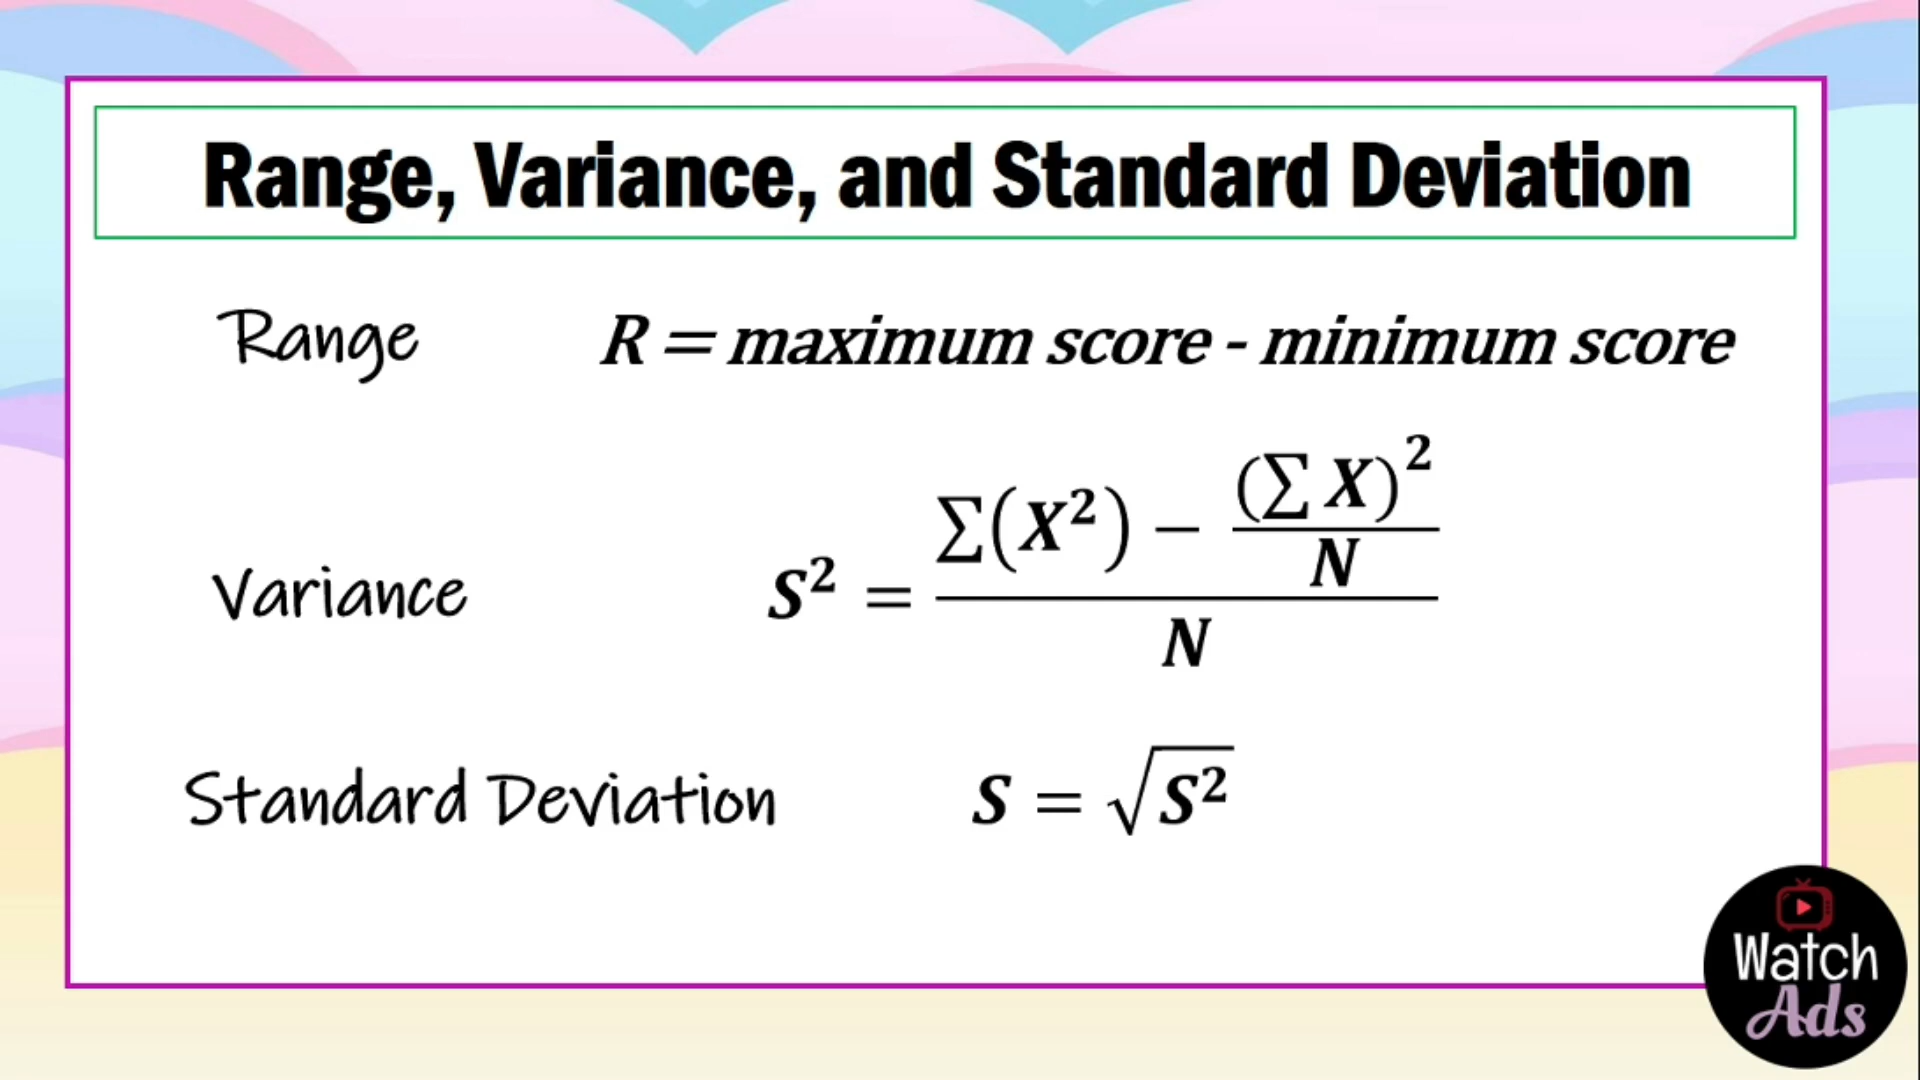 Range, Variance, and Standard Deviation
Range R = maximum score - minimum score
Variance S² = (∑(X²) − (∑ X)²/N)/N
Standard Deviation S = √S²
Watch
Ads